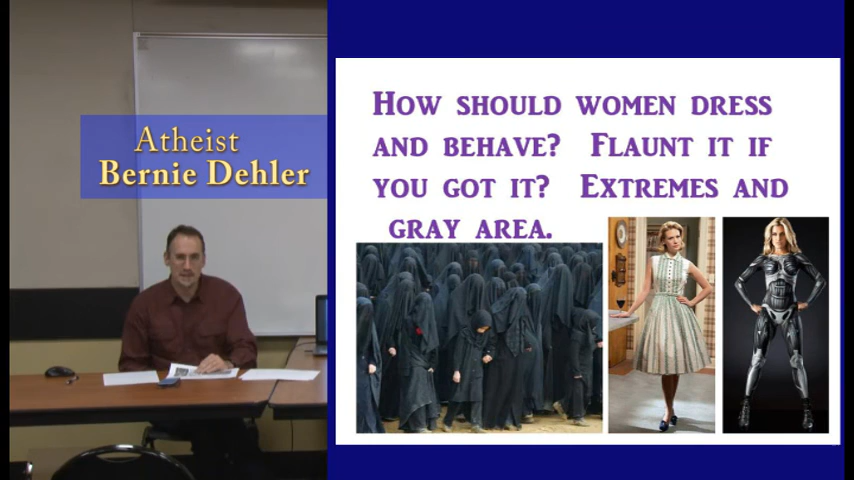 Atheist
Bernie Dehler
HOW SHOULD WOMEN DRESS
AND BEHAVE? FLAUNT IT IF
YOU GOT IT? EXTREMES AND
GRAY AREA.